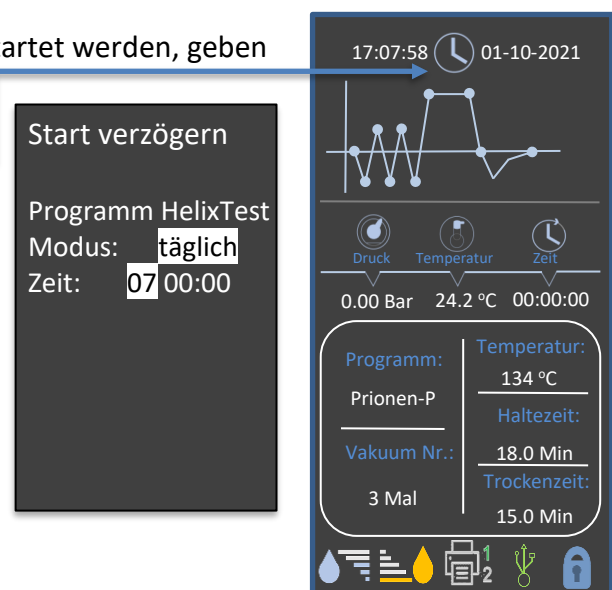 artet werden, geben
Start verzögern
Programm HelixTest
Modus: täglich
Zeit: 07 00:00
17:07:58 01-10-2021
Druck Temperatur Zeit
0.00 Bar 24.2 °C 00:00:00
Programm:
Prionen-P
Vakuum Nr.:
3 Mal
Temperatur:
134 °C
Haltezeit:
18.0 Min
Trockenzeit:
15.0 Min
1
2